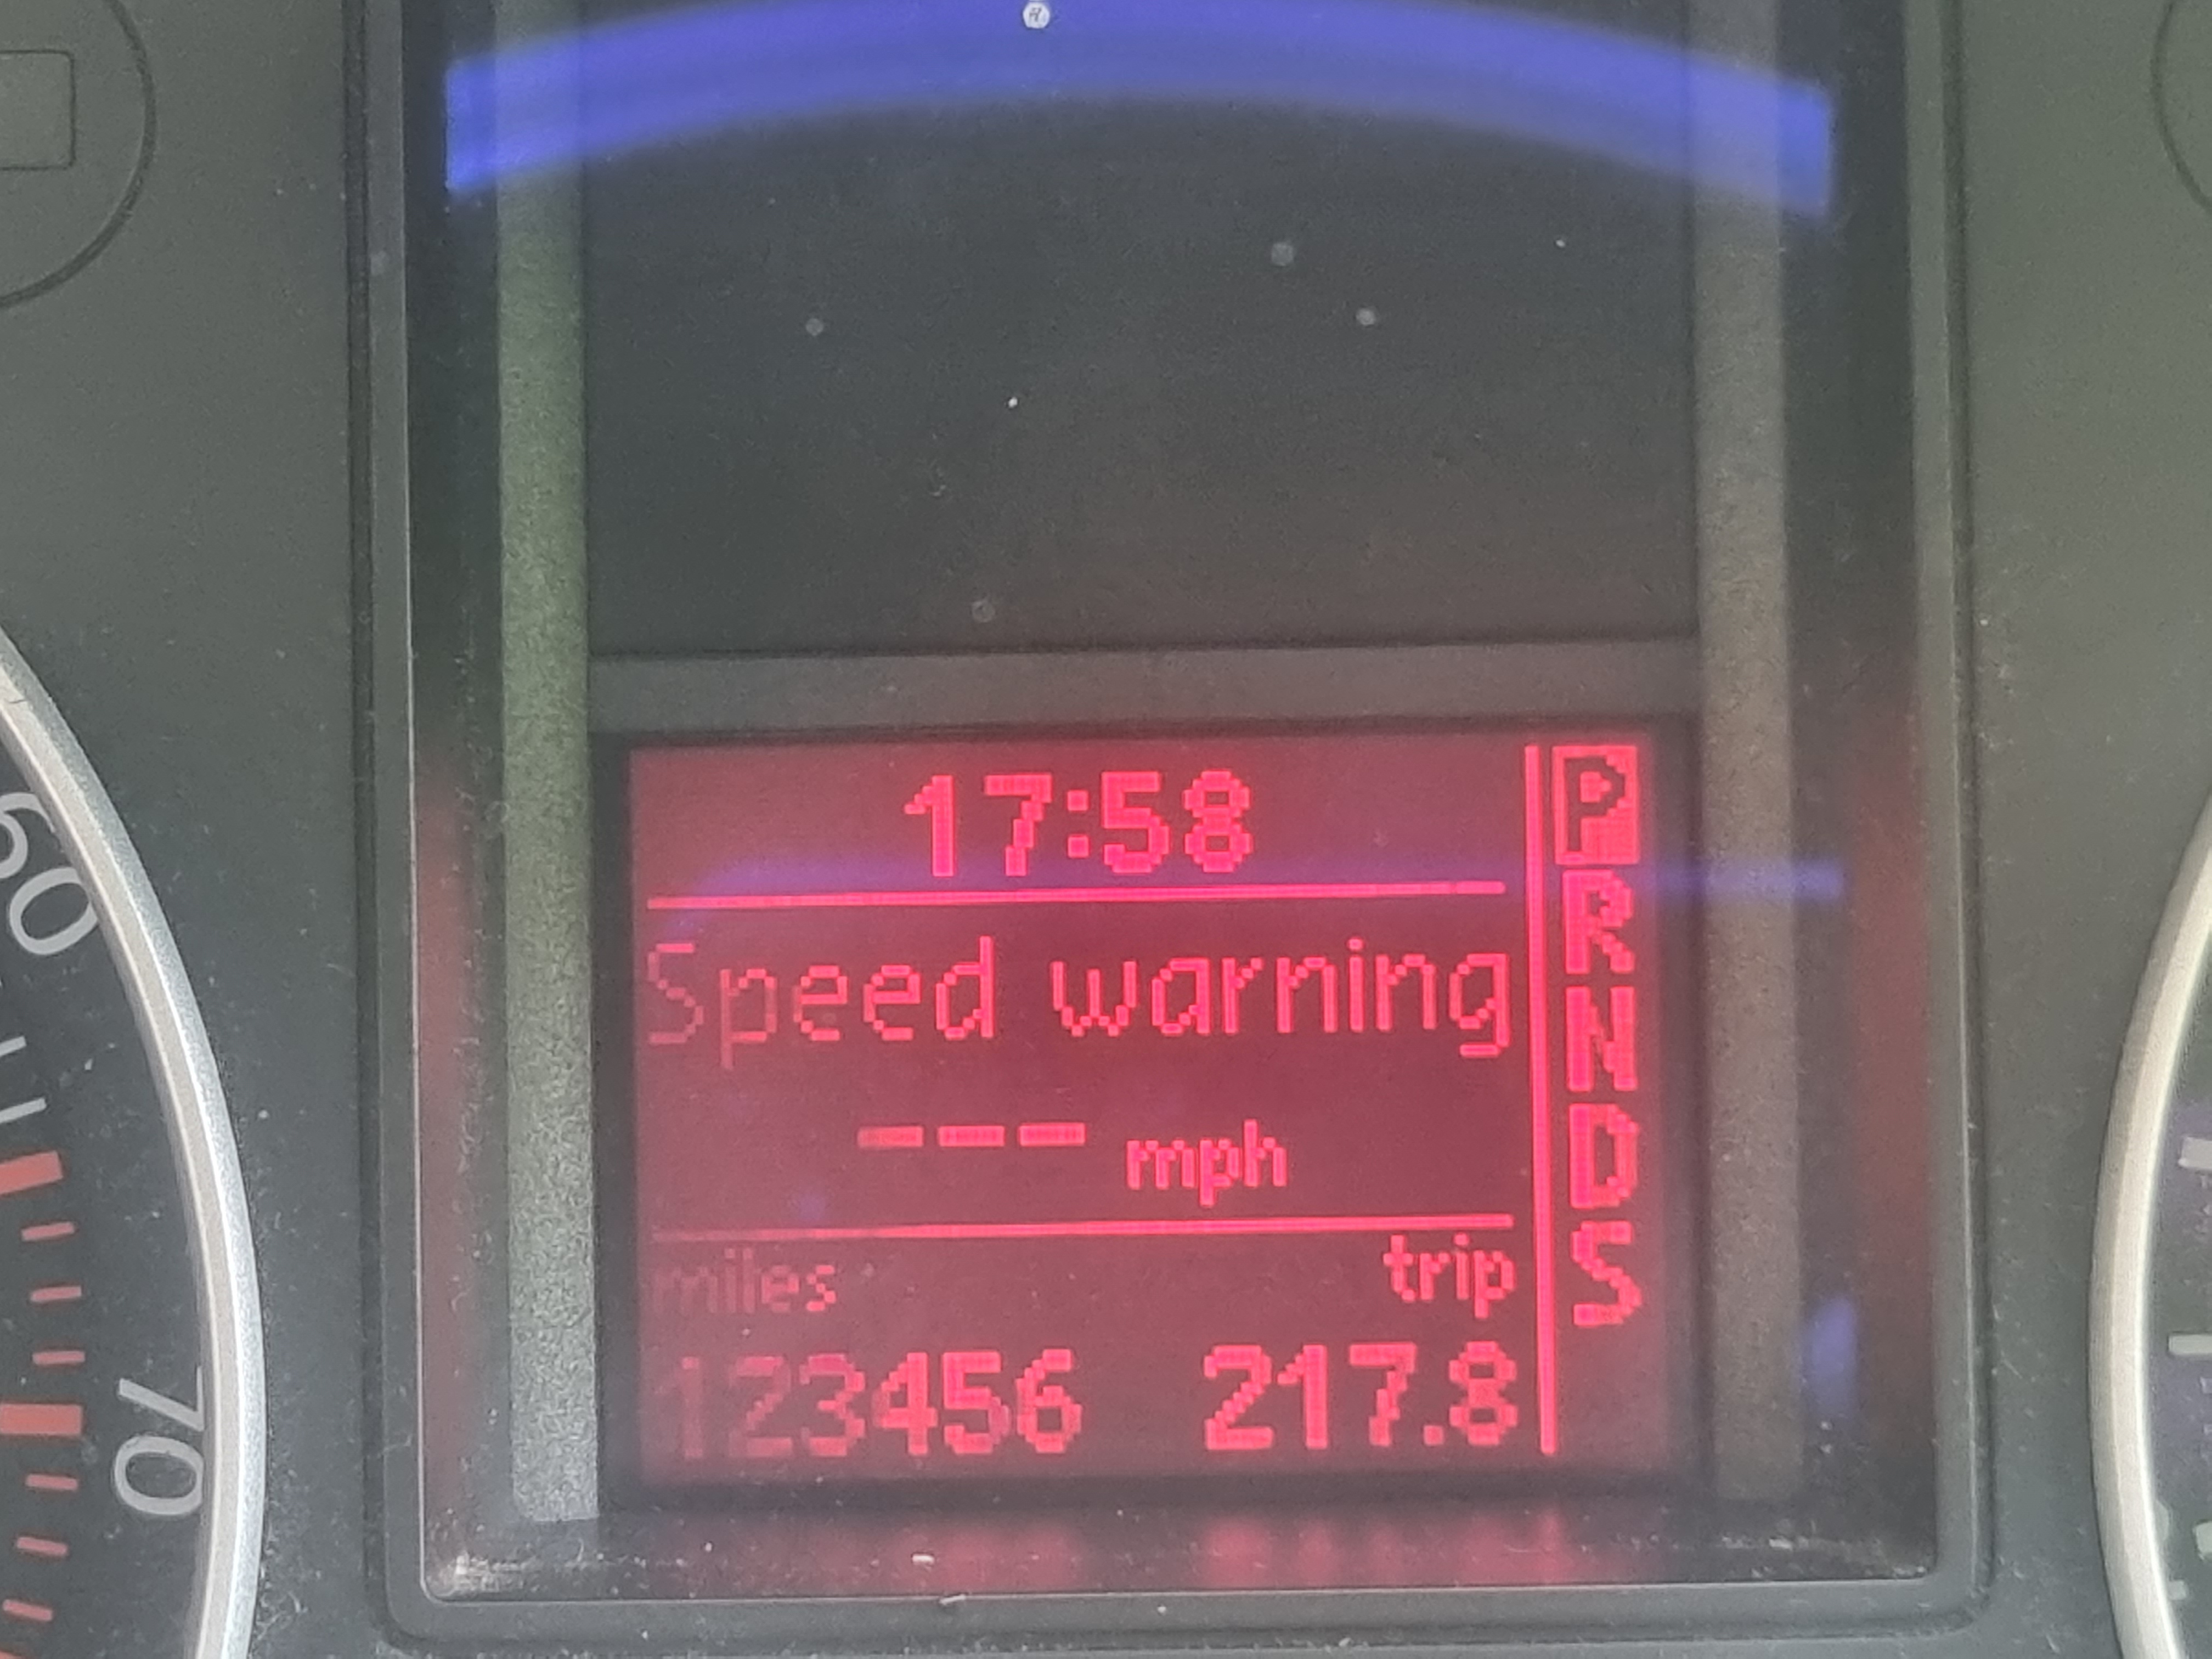 17:58
P
R
N
D
S
Speed warning
--- mph
miles trip
123456 217.8
60
70